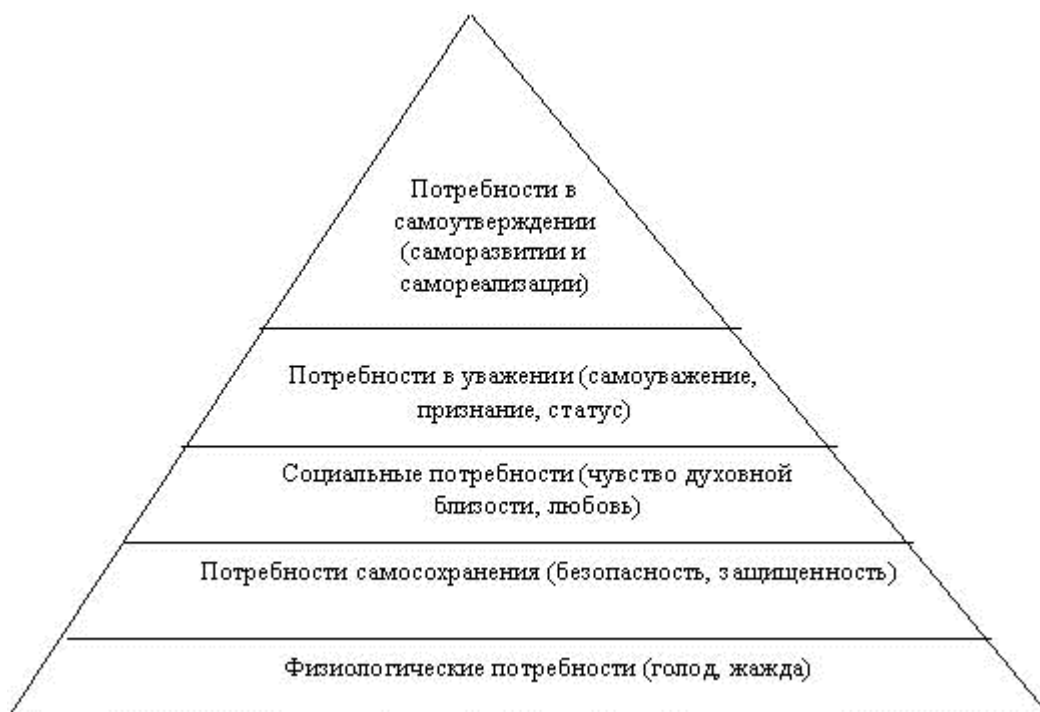 Потребности в
самоутверждении
(саморазвитии и
самореализации)
Потребности в уважении (самоуважение,
признание, статус)
Социальные потребности (чувство духовной
близости, любовь)
Потребности самосохранения (безопасность, защищенность)
Физиологические потребности (голод, жажда)